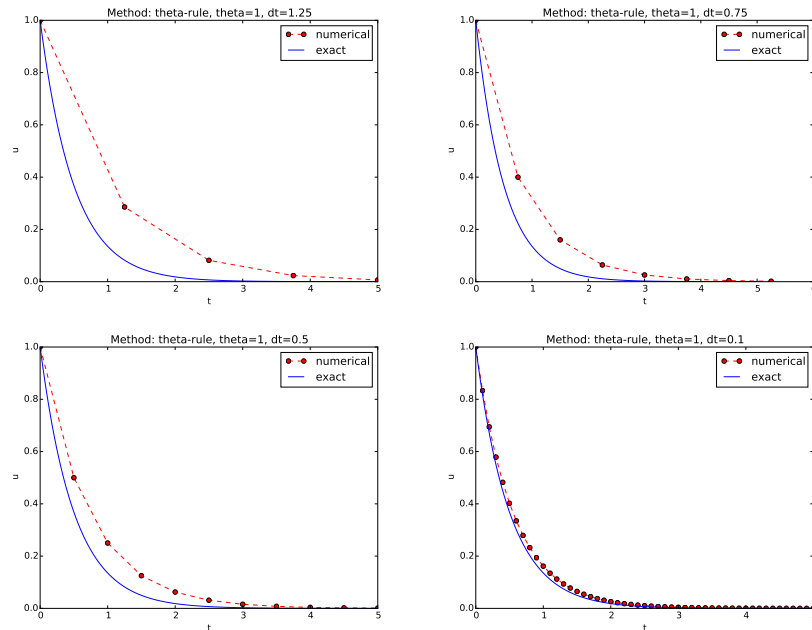 Method: theta-rule, theta=1, dt=1.25
numerical
exact
1.0
0.8
0.6
0.4
0.2
0.0
u
0 1 2 3 4 5
t
Method: theta-rule, theta=1, dt=0.75
numerical
exact
1.0
0.8
0.6
0.4
0.2
0.0
u
0 1 2 3 4 5
t
Method: theta-rule, theta=1, dt=0.5
numerical
exact
1.0
0.8
0.6
0.4
0.2
0.0
u
0 1 2 3 4 5
t
Method: theta-rule, theta=1, dt=0.1
numerical
exact
1.0
0.8
0.6
0.4
0.2
0.0
u
0 1 2 3 4
t